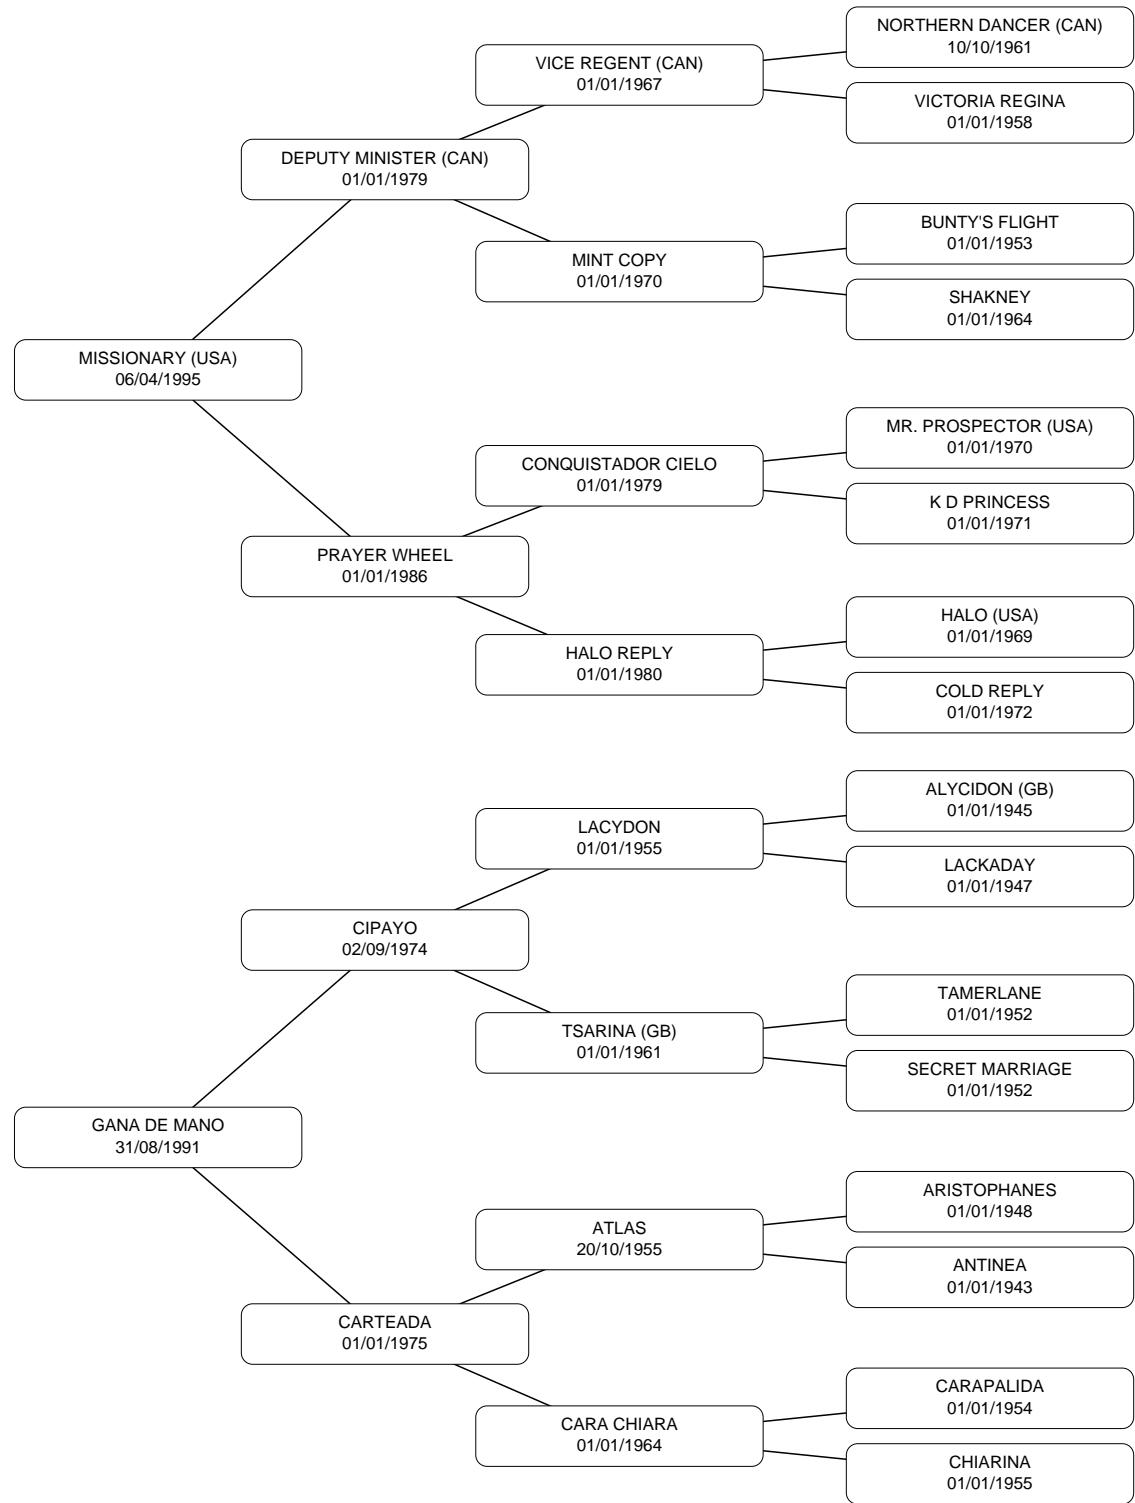 NORTHERN DANCER (CAN)
10/10/1961
VICE REGENT (CAN)
01/01/1967
VICTORIA REGINA
01/01/1958
DEPUTY MINISTER (CAN)
01/01/1979
BUNTY'S FLIGHT
01/01/1953
MINT COPY
01/01/1970
SHAKNEY
01/01/1964
MISSIONARY (USA)
06/04/1995
MR. PROSPECTOR (USA)
01/01/1970
CONQUISTADOR CIELO
01/01/1979
K D PRINCESS
01/01/1971
PRAYER WHEEL
01/01/1986
HALO (USA)
01/01/1969
HALO REPLY
01/01/1980
COLD REPLY
01/01/1972
ALYCIDON (GB)
01/01/1945
LACYDON
01/01/1955
LACKADAY
01/01/1947
CIPAYO
02/09/1974
TAMERLANE
01/01/1952
TSARINA (GB)
01/01/1961
SECRET MARRIAGE
01/01/1952
GANA DE MANO
31/08/1991
ARISTOPHANES
01/01/1948
ATLAS
20/10/1955
ANTINEA
01/01/1943
CARTEADA
01/01/1975
CARAPALIDA
01/01/1954
CARA CHIARA
01/01/1964
CHIARINA
01/01/1955